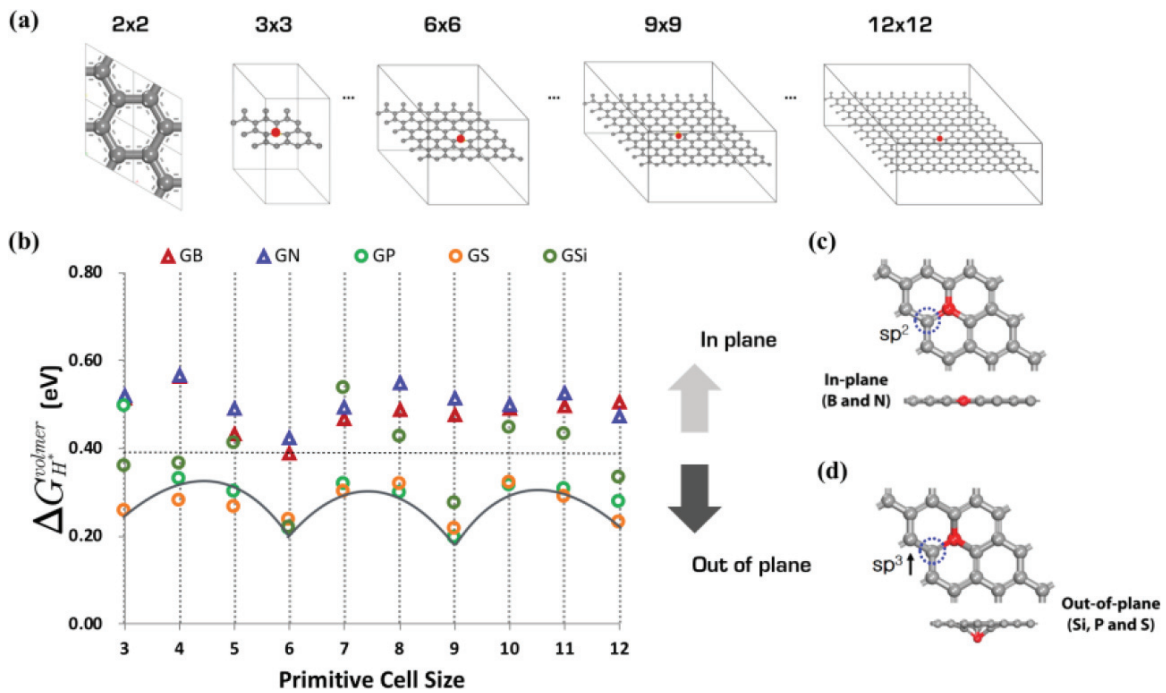 (a)
2x2 3x3 6x6 9x9 12x12
... ... ...
(b)
GB GN GP GS GSi
0.80
0.60
0.40
0.20
0.00
ΔG_{H*}^{volmer} (eV)
3 4 5 6 7 8 9 10 11 12
Primitive Cell Size
In plane
Out of plane
(c)
sp²
In-plane
(B and N)
(d)
sp³
Out-of-plane
(Si, P and S)